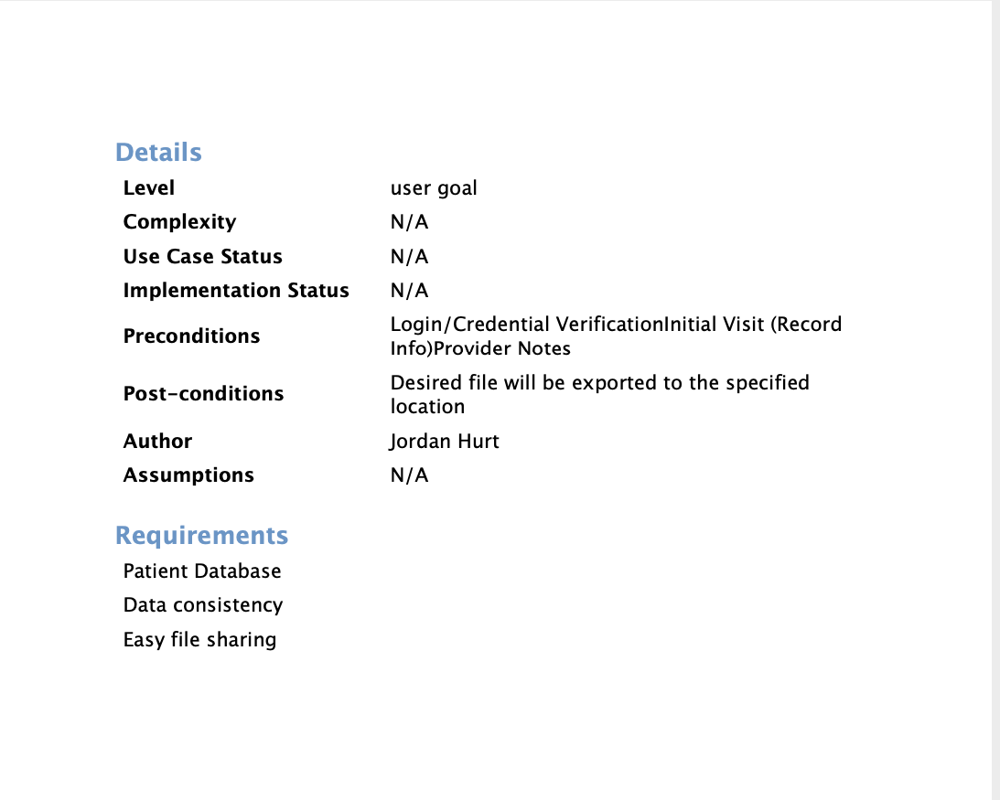 Details
Level user goal
Complexity N/A
Use Case Status N/A
Implementation Status N/A
Preconditions Login/Credential VerificationInitial Visit (Record
Info)Provider Notes
Post-conditions Desired file will be exported to the specified
location
Author Jordan Hurt
Assumptions N/A
Requirements
Patient Database
Data consistency
Easy file sharing